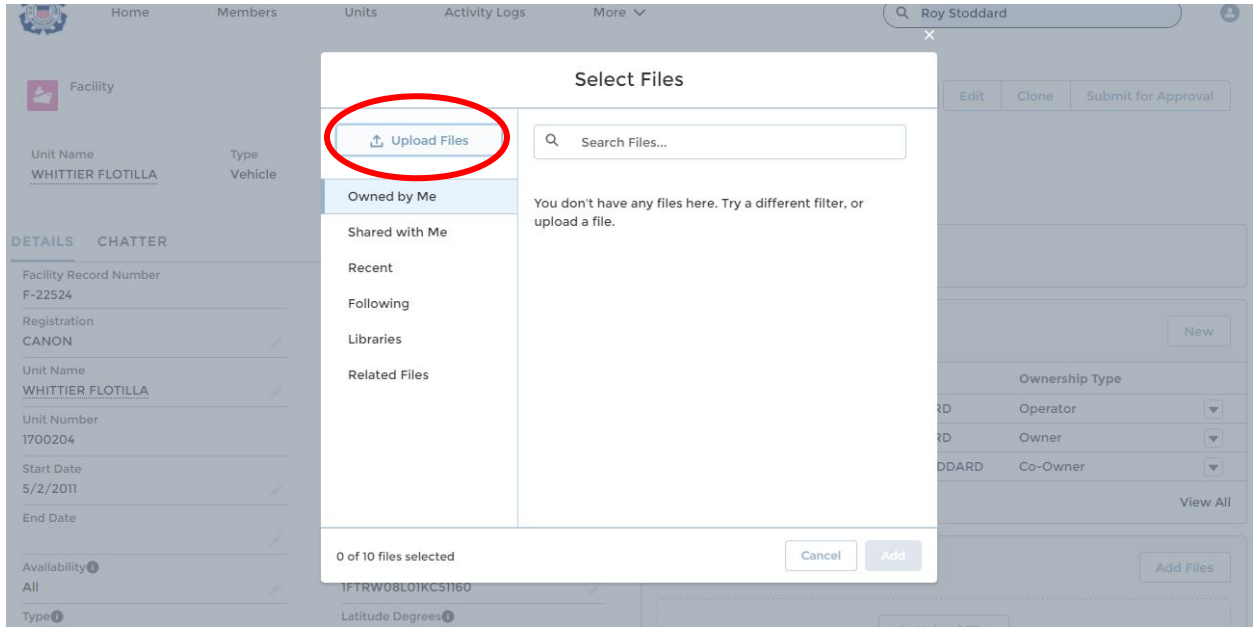 Home Members Units Activity Logs More Roy Stoddard
Facility
Edit Clone Submit for Approval
Unit Name Type
WHITTIER FLOTILLA Vehicle
DETAILS CHATTER
Facility Record Number
F-22524
Registration
CANON
Unit Name
WHITTIER FLOTILLA
Unit Number
1700204
Start Date
5/2/2011
End Date
Availability
All
Type
Select Files
Upload Files
Search Files...
Owned by Me
Shared with Me
Recent
Following
Libraries
Related Files
You don't have any files here. Try a different filter, or
upload a file.
0 of 10 files selected
Cancel Add
1FTRW08L01KC51160
Latitude Degrees
New
Ownership Type
RD Operator
RD Owner
DDARD Co-Owner
View All
Add Files